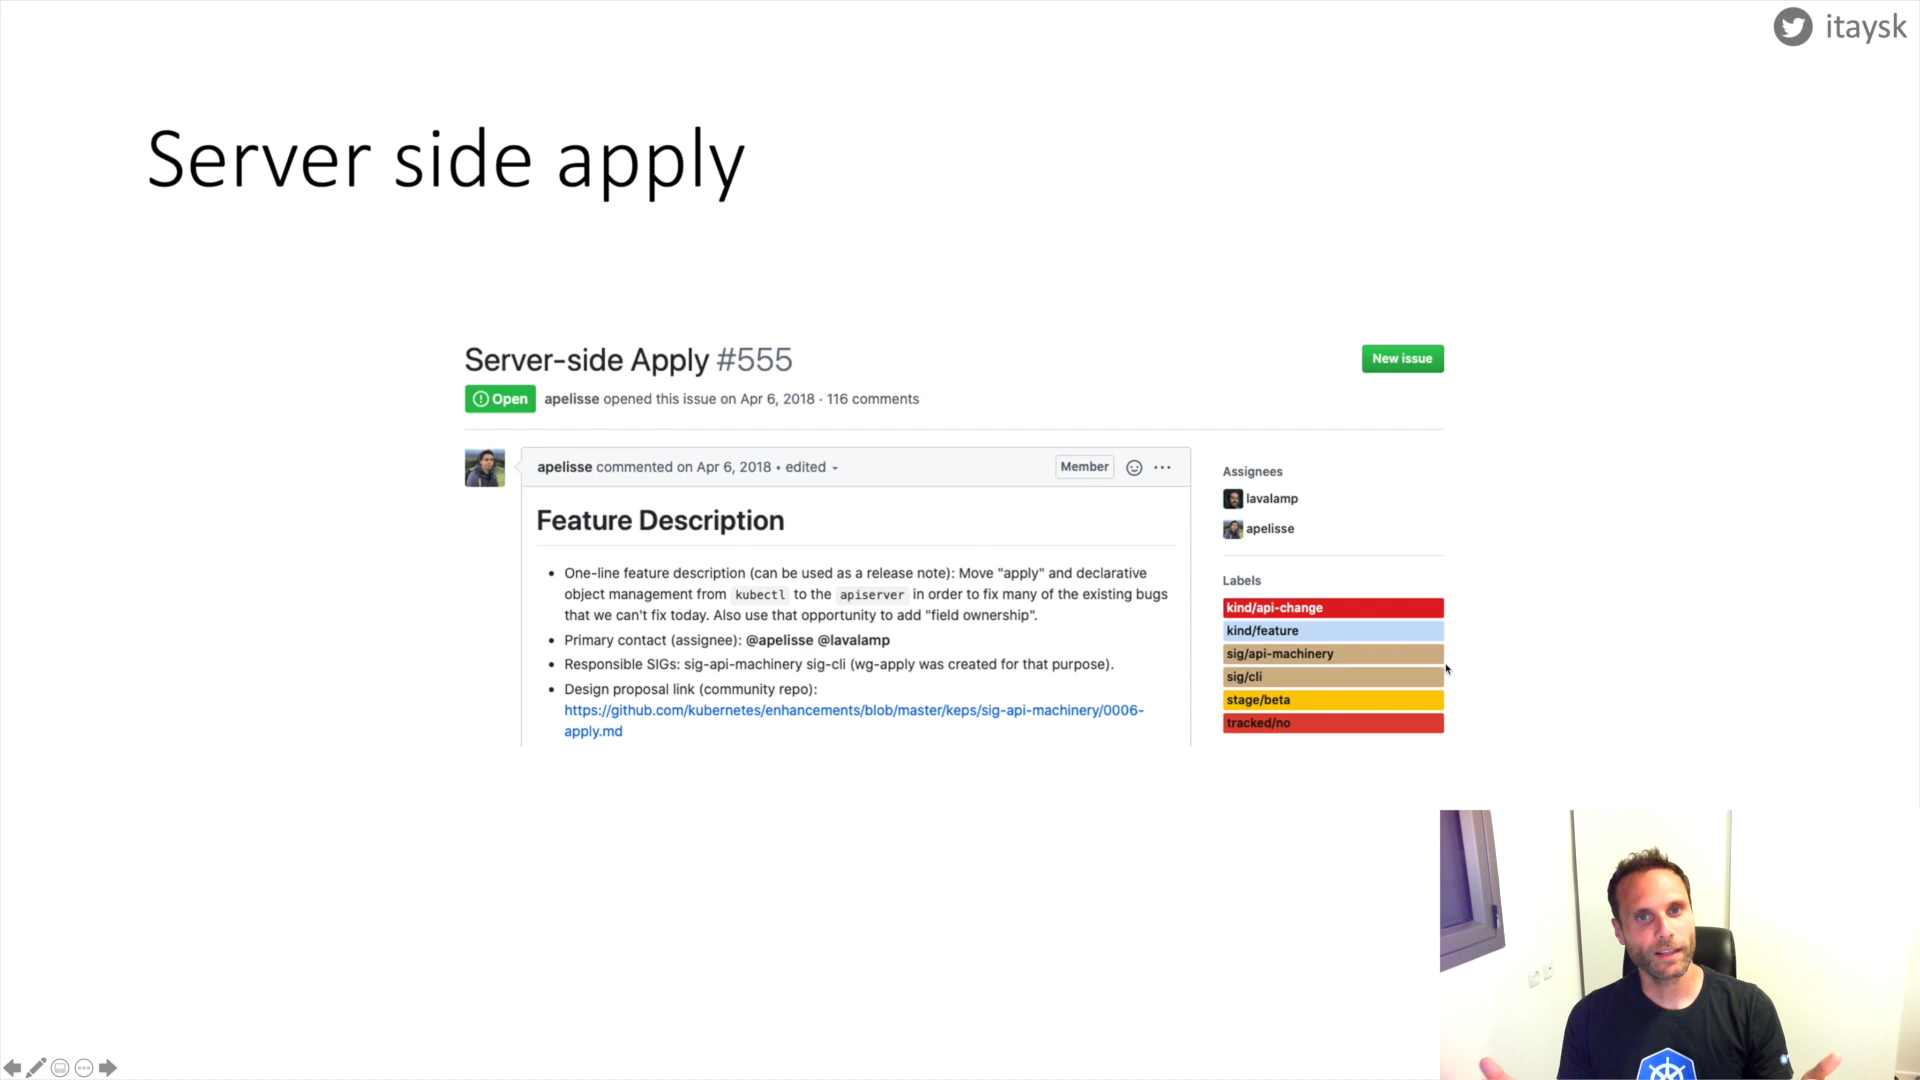 itaysk
Server side apply
Server-side Apply #555
New issue
Open apelisse opened this issue on Apr 6, 2018 · 116 comments
apelisse commented on Apr 6, 2018 • edited
Member
Feature Description
• One-line feature description (can be used as a release note): Move "apply" and declarative
object management from kubectl to the apiserver in order to fix many of the existing bugs
that we can't fix today. Also use that opportunity to add "field ownership".
• Primary contact (assignee): @apelisse @lavalamp
• Responsible SIGs: sig-api-machinery sig-cli (wg-apply was created for that purpose).
• Design proposal link (community repo):
https://github.com/kubernetes/enhancements/blob/master/keps/sig-api-machinery/0006-
apply.md
Assignees
lavalamp
apelisse
Labels
kind/api-change
kind/feature
sig/api-machinery
sig/cli
stage/beta
tracked/no